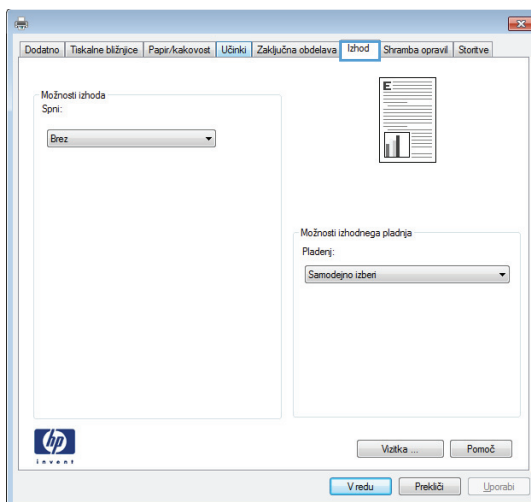 Dodatno Tiskalne bližnjice Papir/kakovost Učinki Zaključna obdelava Izhod Shramba opravil Storitve
Možnosti izhoda
Spni:
Brez
E
Možnosti izhodnega pladnja
Pladenj:
Samodejno izberi
hp
invent
Vizitka ... Pomoč
V redu Prekliči Uporabi